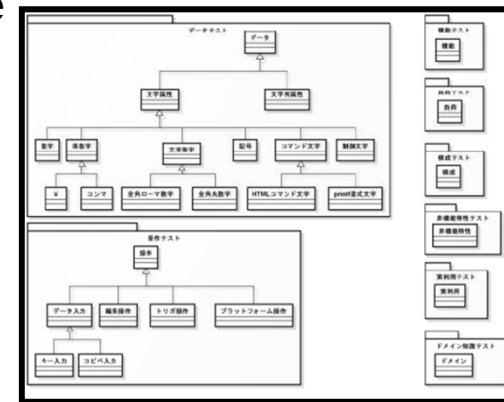 e
データテスト
データ
文字属性
文字列属性
数字
準数字
文字数字
記号
コマンド文字
制御文字
¥
コンマ
全角ローマ数字
全角丸数字
HTMLコマンド文字
printf書式文字
操作テスト
操作
データ入力
編集操作
トリガ操作
プラットフォーム操作
キー入力
コピペ入力
機能テスト
機能
負荷テスト
負荷
構成テスト
構成
非機能特性テスト
非機能特性
実利用テスト
実利用
ドメイン知識テスト
ドメイン